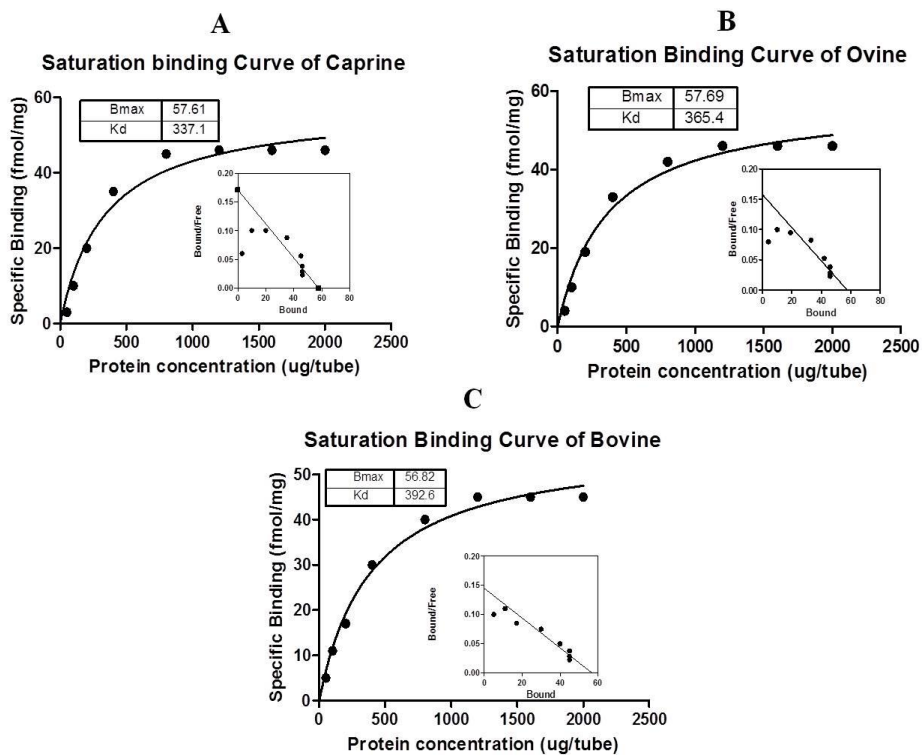 A
Saturation binding Curve of Caprine
Specific Binding (fmol/mg)
60
40
20
0
Bmax 57.61
Kd 337.1
Bound/Free
0.20
0.15
0.10
0.05
0.00
0 20 40 60 80
Bound
0 500 1000 1500 2000 2500
Protein concentration (ug/tube)
B
Saturation Binding Curve of Ovine
Specific Binding (fmol/mg)
60
40
20
0
Bmax 57.69
Kd 365.4
Bound/Free
0.20
0.15
0.10
0.05
0.00
0 20 40 60 80
Bound
0 500 1000 1500 2000 2500
Protein concentration (ug/tube)
C
Saturation Binding Curve of Bovine
Specific Binding (fmol/mg)
50
40
30
20
10
0
Bmax 56.82
Kd 392.6
Bound/Free
0.20
0.15
0.10
0.05
0.00
0 20 40 60
Bound
0 500 1000 1500 2000 2500
Protein concentration (ug/tube)